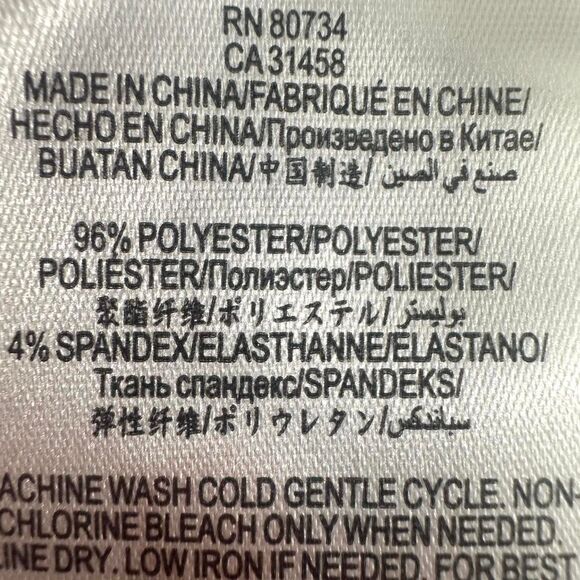 RN 80734
CA 31458
MADE IN CHINA/FABRIQUÉ EN CHINE/
HECHO EN CHINA/Произведено в Китае/
BUATAN CHINA/中国制造/صنع في الصين
96% POLYESTER/POLYESTER/
POLIÉSTER/Полиэстер/POLIESTER/
聚酯纤维/ポリエステル/بوليستر
4% SPANDEX/ELASTHANNE/ELASTANO/
Ткань спандекс/SPANDEKS/
弹性纤维/ポリウレタン/سباندكس
ACHINE WASH COLD GENTLE CYCLE. NON-
CHLORINE BLEACH ONLY WHEN NEEDED.
LINE DRY. LOW IRON IF NEEDED. FOR BEST